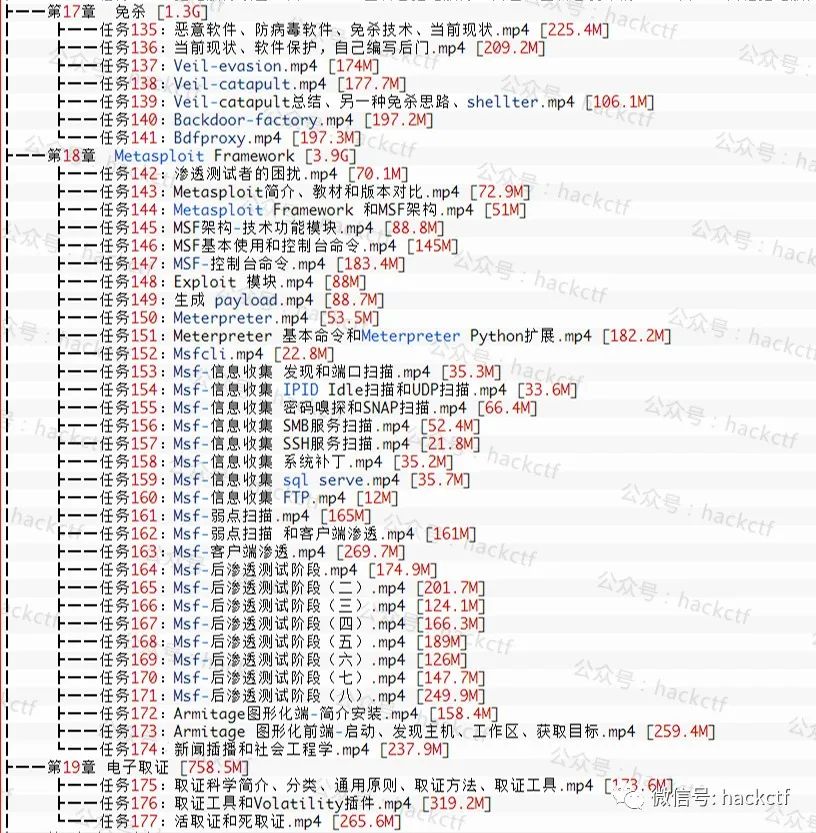 第17章 免杀 [1.3G]
任务135：恶意软件、防病毒软件、免杀技术、当前现状.mp4 [225.4M]
任务136：当前现状、软件保护，自己编写后门.mp4 [209.2M]
任务137：Veil-evasion.mp4 [174M]
任务138：Veil-catapult.mp4 [177.7M]
任务139：Veil-catapult总结、另一种免杀思路、shellter.mp4 [106.1M]
任务140：Backdoor-factory.mp4 [197.2M]
任务141：Bdfproxy.mp4 [197.3M]
第18章 Metasploit Framework [3.9G]
任务142：渗透测试者的困扰.mp4 [70.1M]
任务143：Metasploit简介、教材和版本对比.mp4 [72.9M]
任务144：Metasploit Framework 和MSF架构.mp4 [51M]
任务145：MSF架构-技术功能模块.mp4 [88.8M]
任务146：MSF基本使用和控制台命令.mp4 [145M]
任务147：MSF-控制台命令.mp4 [183.4M]
任务148：Exploit 模块.mp4 [88M]
任务149：生成 payload.mp4 [88.7M]
任务150：Meterpreter.mp4 [53.5M]
任务151：Meterpreter 基本命令和Meterpreter Python扩展.mp4 [182.2M]
任务152：Msfcli.mp4 [22.8M]
任务153：Msf-信息收集 发现和端口扫描.mp4 [35.3M]
任务154：Msf-信息收集 IPID Idle扫描和UDP扫描.mp4 [33.6M]
任务155：Msf-信息收集 密码嗅探和SNAP扫描.mp4 [66.4M]
任务156：Msf-信息收集 SMB服务扫描.mp4 [52.4M]
任务157：Msf-信息收集 SSH服务扫描.mp4 [21.8M]
任务158：Msf-信息收集 系统补丁.mp4 [35.2M]
任务159：Msf-信息收集 sql serve.mp4 [35.7M]
任务160：Msf-信息收集 FTP.mp4 [12M]
任务161：Msf-弱点扫描.mp4 [165M]
任务162：Msf-弱点扫描 和客户端渗透.mp4 [161M]
任务163：Msf-客户端渗透.mp4 [269.7M]
任务164：Msf-后渗透测试阶段.mp4 [174.9M]
任务165：Msf-后渗透测试阶段（二）.mp4 [201.7M]
任务166：Msf-后渗透测试阶段（三）.mp4 [124.1M]
任务167：Msf-后渗透测试阶段（四）.mp4 [166.3M]
任务168：Msf-后渗透测试阶段（五）.mp4 [189M]
任务169：Msf-后渗透测试阶段（六）.mp4 [126M]
任务170：Msf-后渗透测试阶段（七）.mp4 [147.7M]
任务171：Msf-后渗透测试阶段（八）.mp4 [249.9M]
任务172：Armitage图形化端-简介安装.mp4 [158.4M]
任务173：Armitage 图形化前端-启动、发现主机、工作区、获取目标.mp4 [259.4M]
任务174：新闻插播和社会工程学.mp4 [237.9M]
第19章 电子取证 [758.5M]
任务175：取证科学简介、分类、通用原则、取证方法、取证工具.mp4 [173.6M]
任务176：取证工具和Volatility插件.mp4 [319.2M]
任务177：活取证和死取证.mp4 [265.6M]
微信号: hackctf
公众号：hackctf